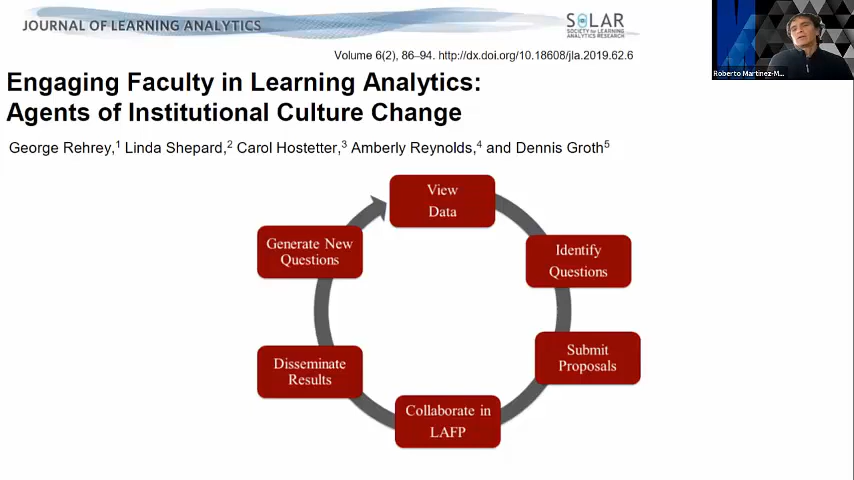 JOURNAL OF LEARNING ANALYTICS
SOLAR
SOCIETY for LEARNING
ANALYTICS RESEARCH
Roberto Martinez-M...
Volume 6(2), 86–94. http://dx.doi.org/10.18608/jla.2019.62.6
Engaging Faculty in Learning Analytics:
Agents of Institutional Culture Change
George Rehrey,1 Linda Shepard,2 Carol Hostetter,3 Amberly Reynolds,4 and Dennis Groth5
View
Data
Identify
Questions
Submit
Proposals
Collaborate in
LAFP
Disseminate
Results
Generate New
Questions